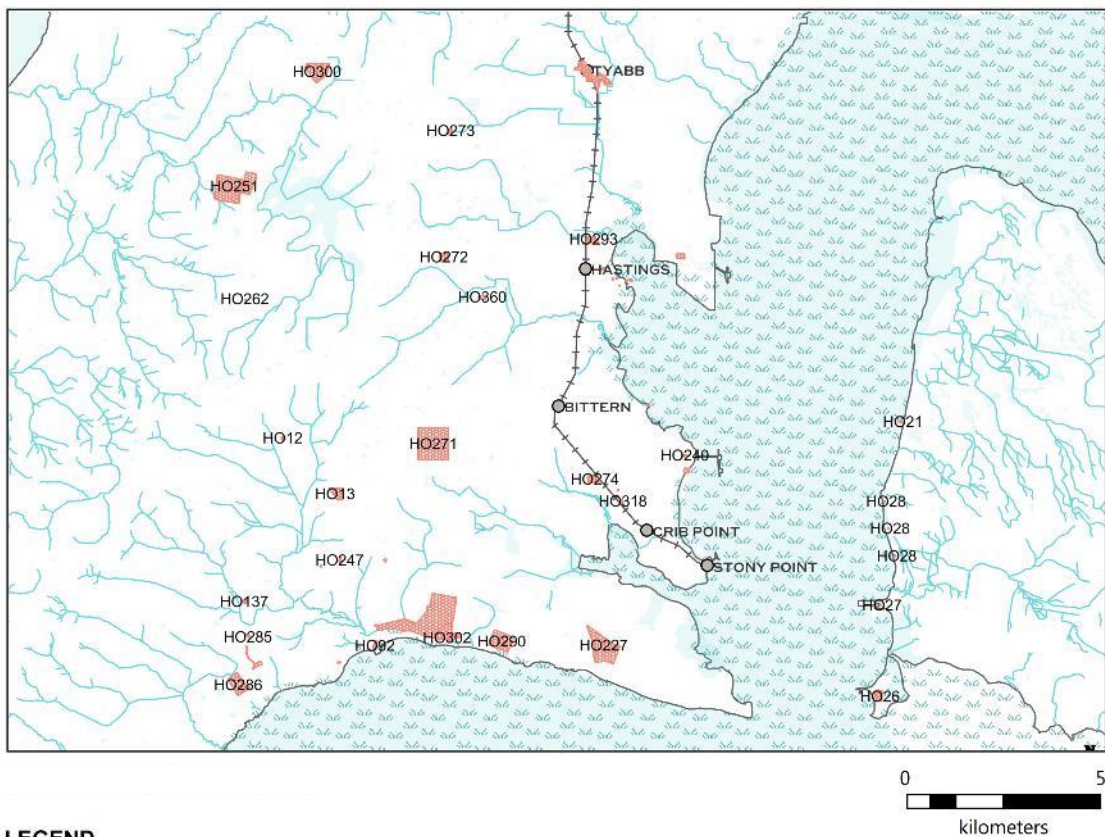 TYABB
HO300
HO273
HO251
HO293
HO272
HASTINGS
HO262
HO360
BITTERN
HO21
HO12
HO271
HO240
HO274
HO13
HO318
HO28
HO28
CRIB POINT
HO28
HO247
STONY POINT
HO137
HO27
HO285
HO302
HO290
HO92
HO227
HO286
HO26
N
0 5
kilometers
LEGEND